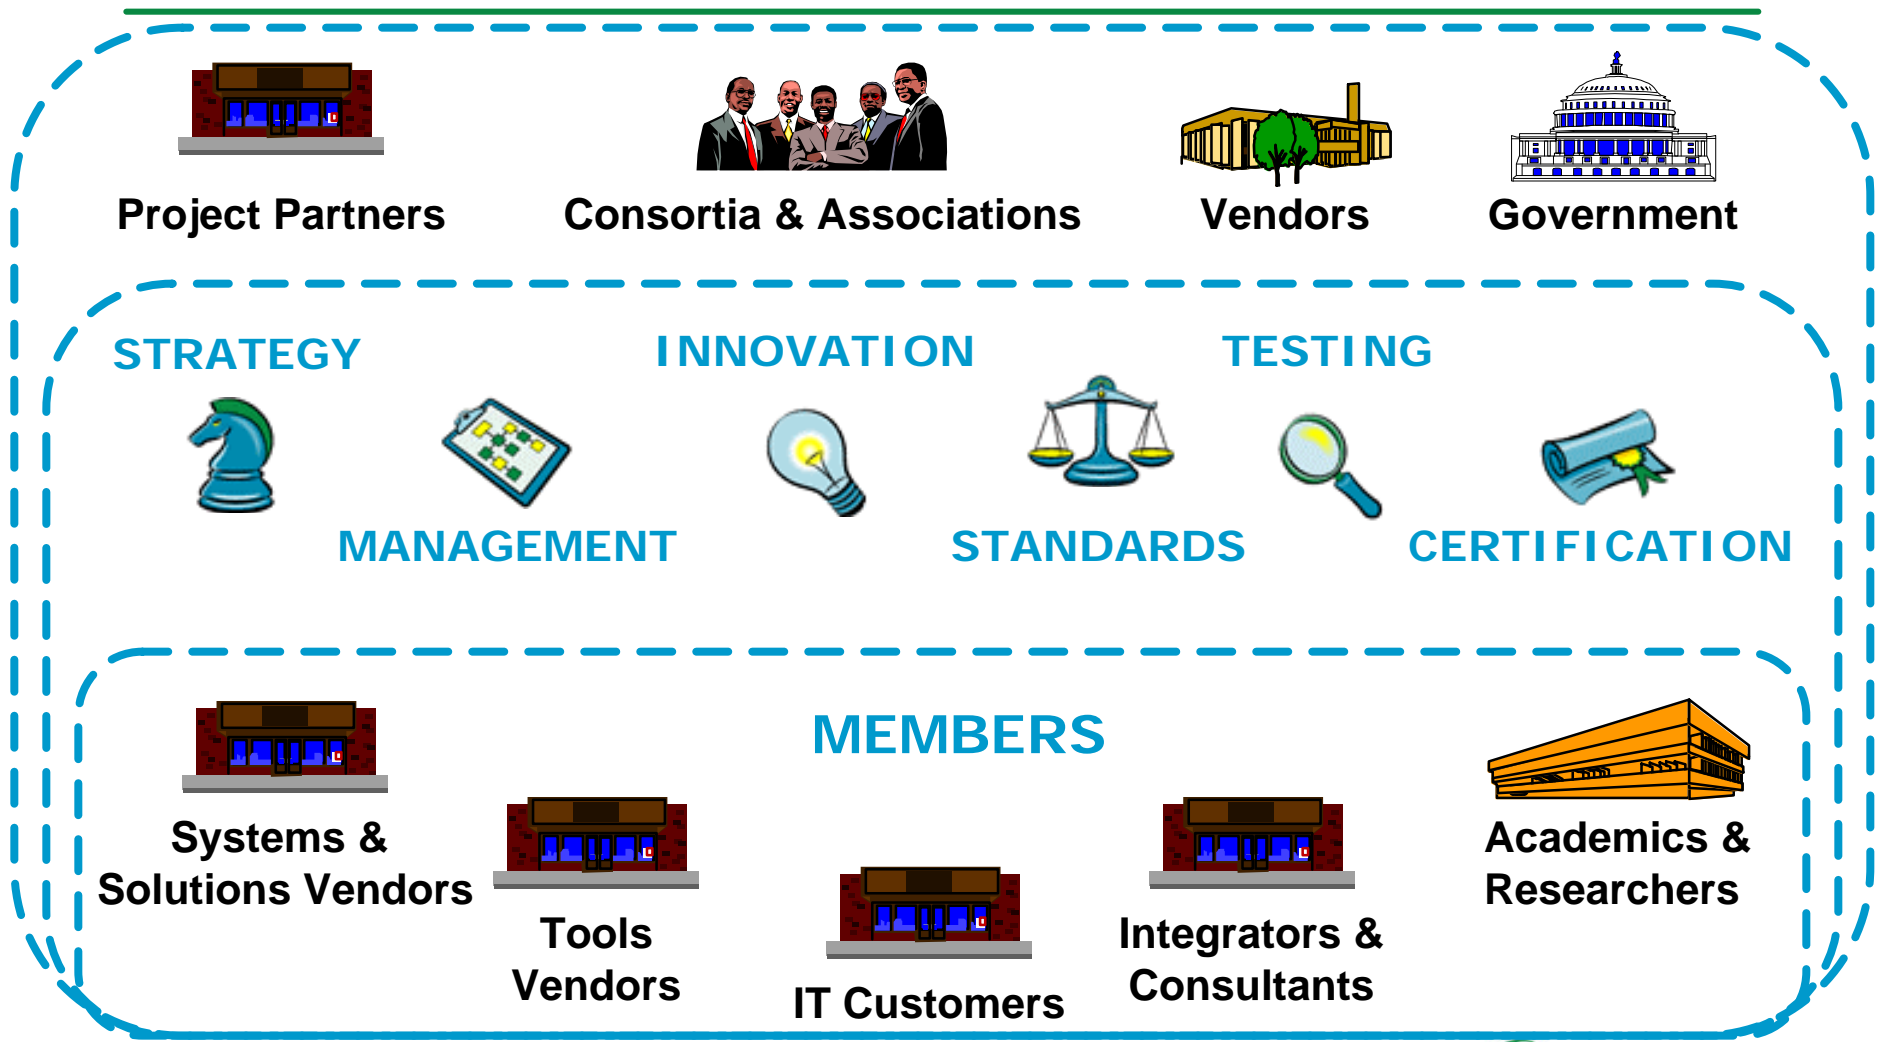 Project Partners
Consortia & Associations
Vendors
Government
STRATEGY
INNOVATION
TESTING
MANAGEMENT
STANDARDS
CERTIFICATION
MEMBERS
Systems &
Solutions Vendors
Tools
Vendors
IT Customers
Integrators &
Consultants
Academics &
Researchers